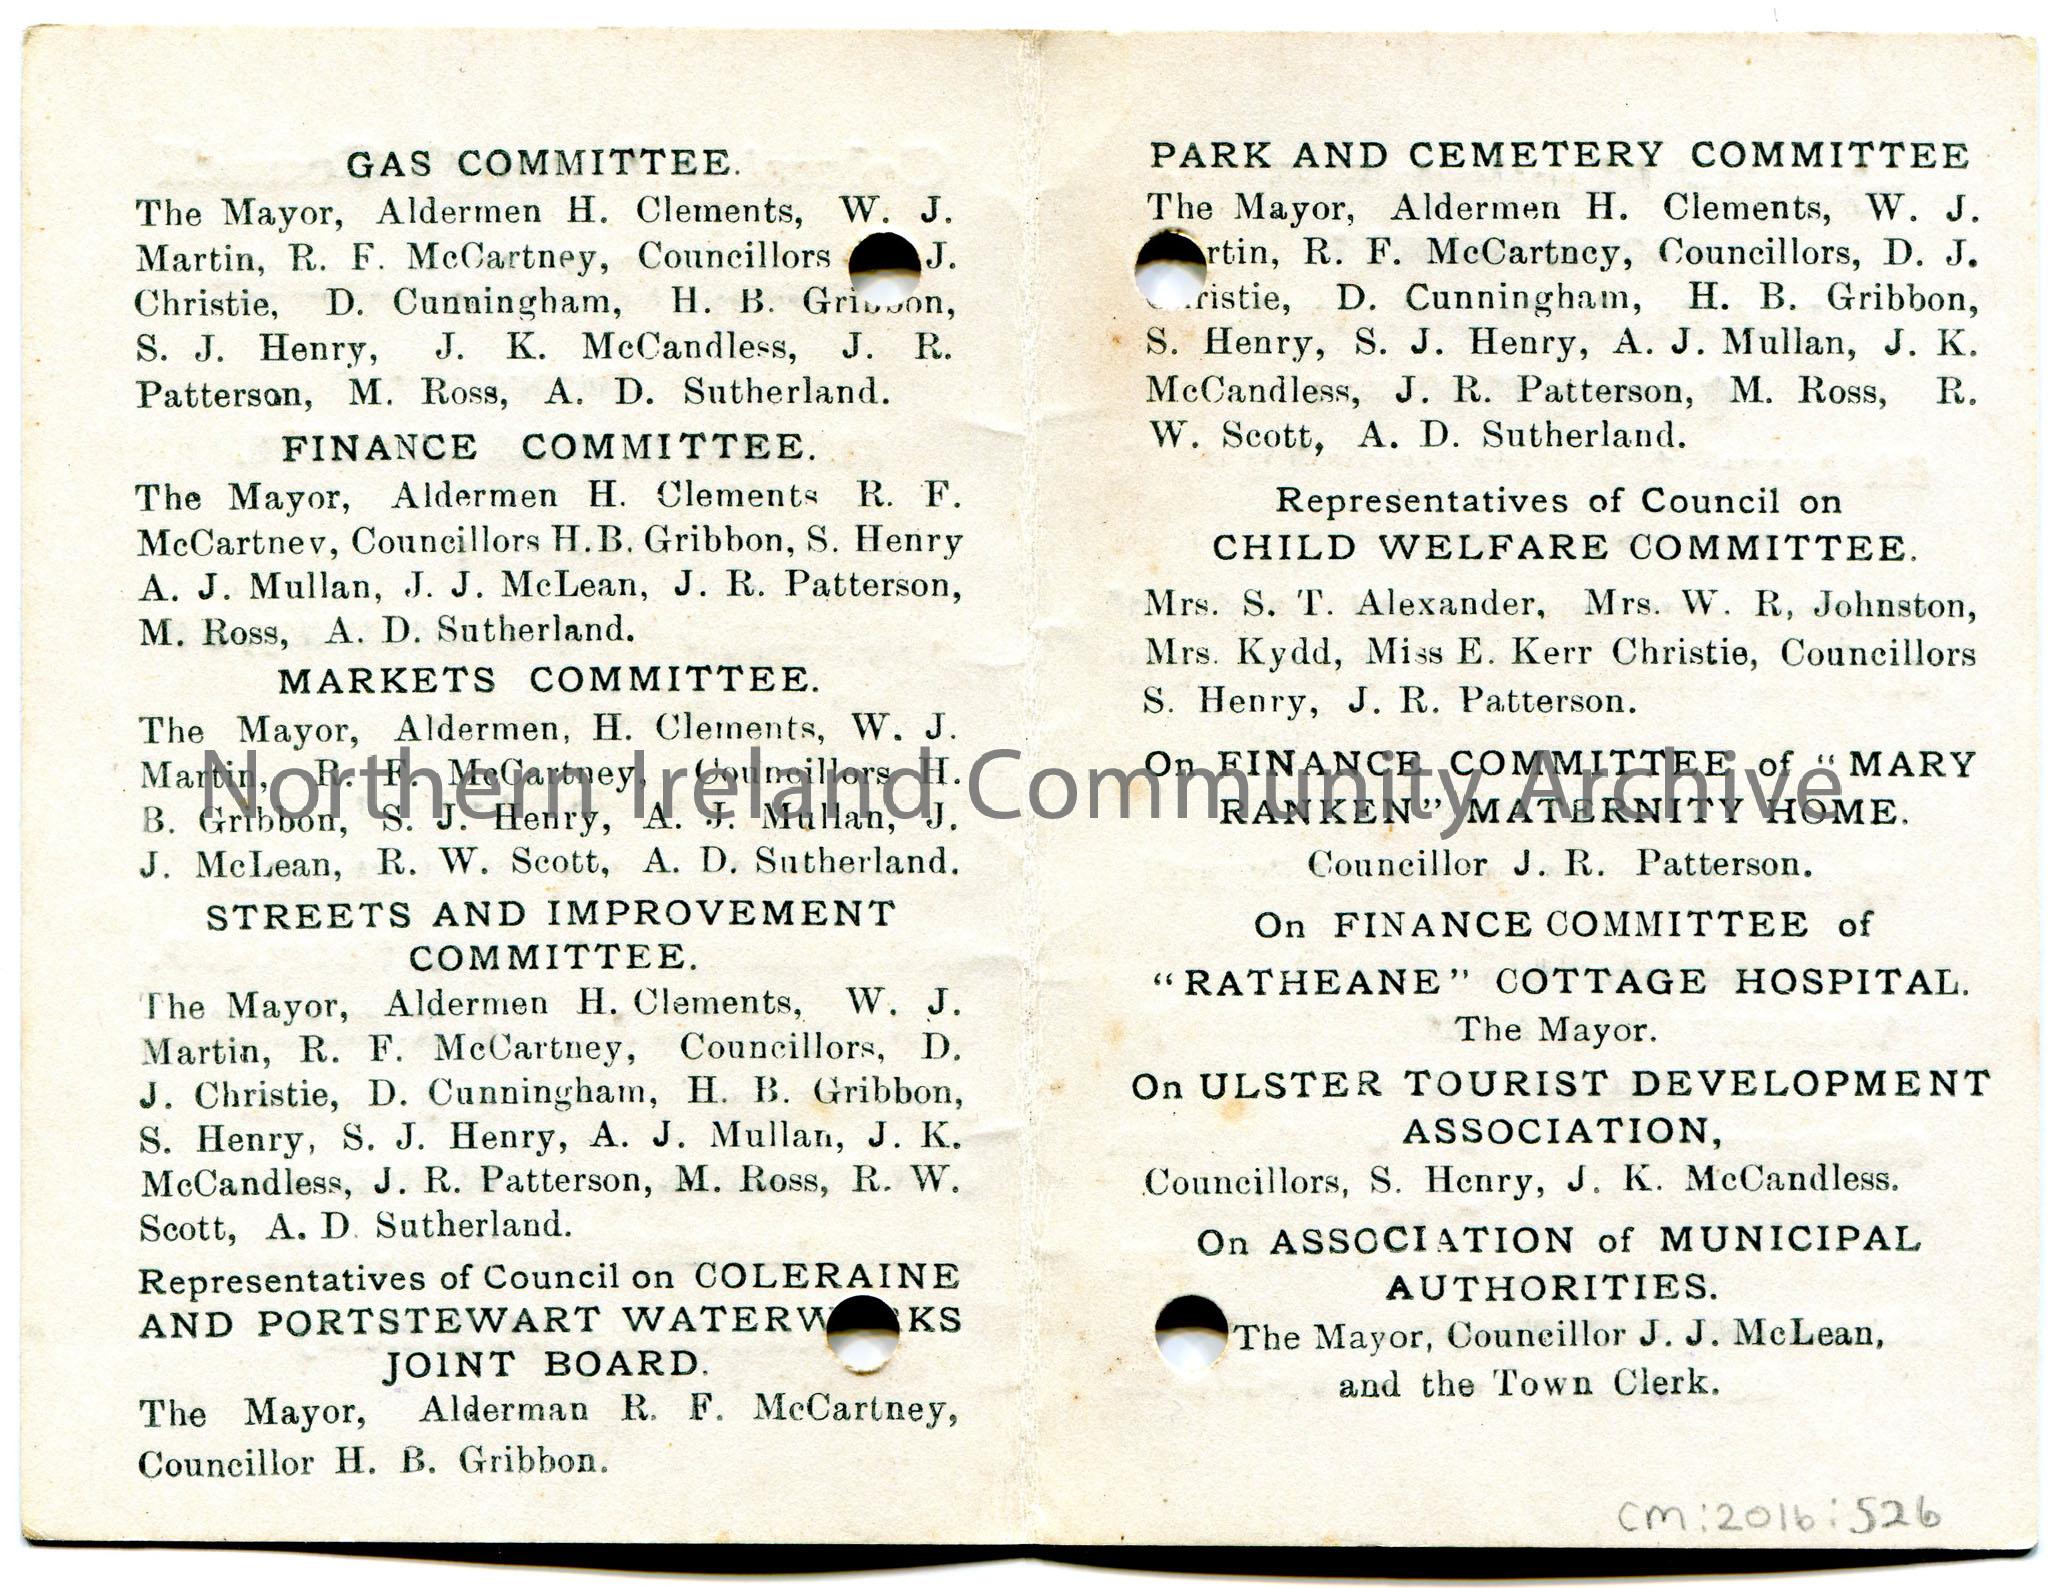 GAS COMMITTEE.
The Mayor, Aldermen H. Clements, W. J.
Martin, R. F. McCartney, Councillors J.
Christie, D. Cunningham, H. B. Gribbon,
S. J. Henry, J. K. McCandless, J. R.
Patterson, M. Ross, A. D. Sutherland.
FINANCE COMMITTEE.
The Mayor, Aldermen H. Clements R. F.
McCartney, Councillors H.B. Gribbon, S. Henry
A. J. Mullan, J. J. McLean, J. R. Patterson,
M. Ross, A. D. Sutherland.
MARKETS COMMITTEE.
The Mayor, Aldermen, H. Clements, W. J.
Martin, R. F. McCartney, Councillors H.
B. Gribbon, S. J. Henry, A. J. Mullan, J.
J. McLean, R. W. Scott, A. D. Sutherland.
STREETS AND IMPROVEMENT
COMMITTEE.
The Mayor, Aldermen H. Clements, W. J.
Martin, R. F. McCartney, Councillors, D.
J. Christie, D. Cunningham, H. B. Gribbon,
S. Henry, S. J. Henry, A. J. Mullan, J. K.
McCandless, J. R. Patterson, M. Ross, R. W.
Scott, A. D. Sutherland.
Representatives of Council on COLERAINE
AND PORTSTEWART WATERWORKS
JOINT BOARD.
The Mayor, Alderman R. F. McCartney,
Councillor H. B. Gribbon.
PARK AND CEMETERY COMMITTEE
The Mayor, Aldermen H. Clements, W. J.
Martin, R. F. McCartney, Councillors, D. J.
Christie, D. Cunningham, H. B. Gribbon,
S. Henry, S. J. Henry, A. J. Mullan, J. K.
McCandless, J. R. Patterson, M. Ross, R.
W. Scott, A. D. Sutherland.
Representatives of Council on
CHILD WELFARE COMMITTEE.
Mrs. S. T. Alexander, Mrs. W. R, Johnston,
Mrs. Kydd, Miss E. Kerr Christie, Councillors
S. Henry, J. R. Patterson.
On FINANCE COMMITTEE of "MARY
RANKEN" MATERNITY HOME.
Councillor J. R. Patterson.
On FINANCE COMMITTEE of
"RATHEANE" COTTAGE HOSPITAL.
The Mayor.
On ULSTER TOURIST DEVELOPMENT
ASSOCIATION,
Councillors, S. Henry, J. K. McCandless.
On ASSOCIATION of MUNICIPAL
AUTHORITIES.
The Mayor, Councillor J. J. McLean,
and the Town Clerk.
CM:2016:526
Northern Ireland Community Archive